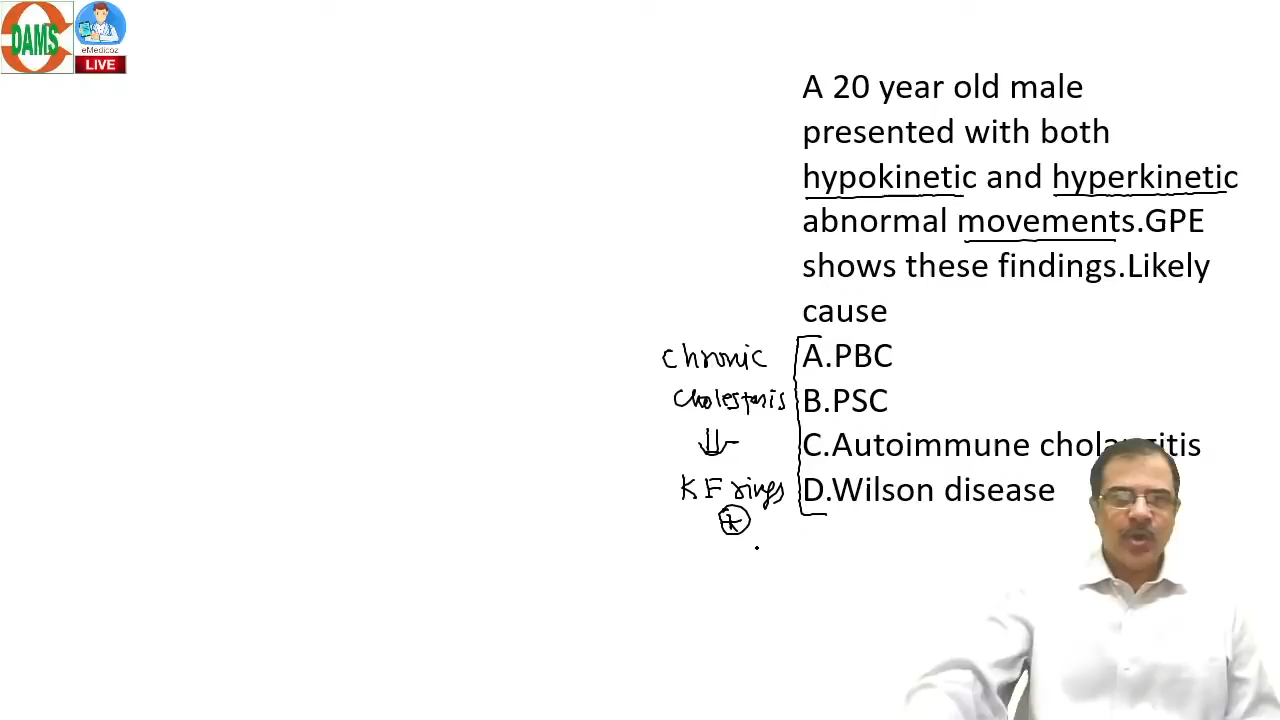 DAMS
eMedicoz
LIVE
A 20 year old male
presented with both
hypokinetic and hyperkinetic
abnormal movements.GPE
shows these findings.Likely
cause
A.PBC
B.PSC
C.Autoimmune cholangitis
D.Wilson disease
Chronic
Cholestasis
KF rings
+